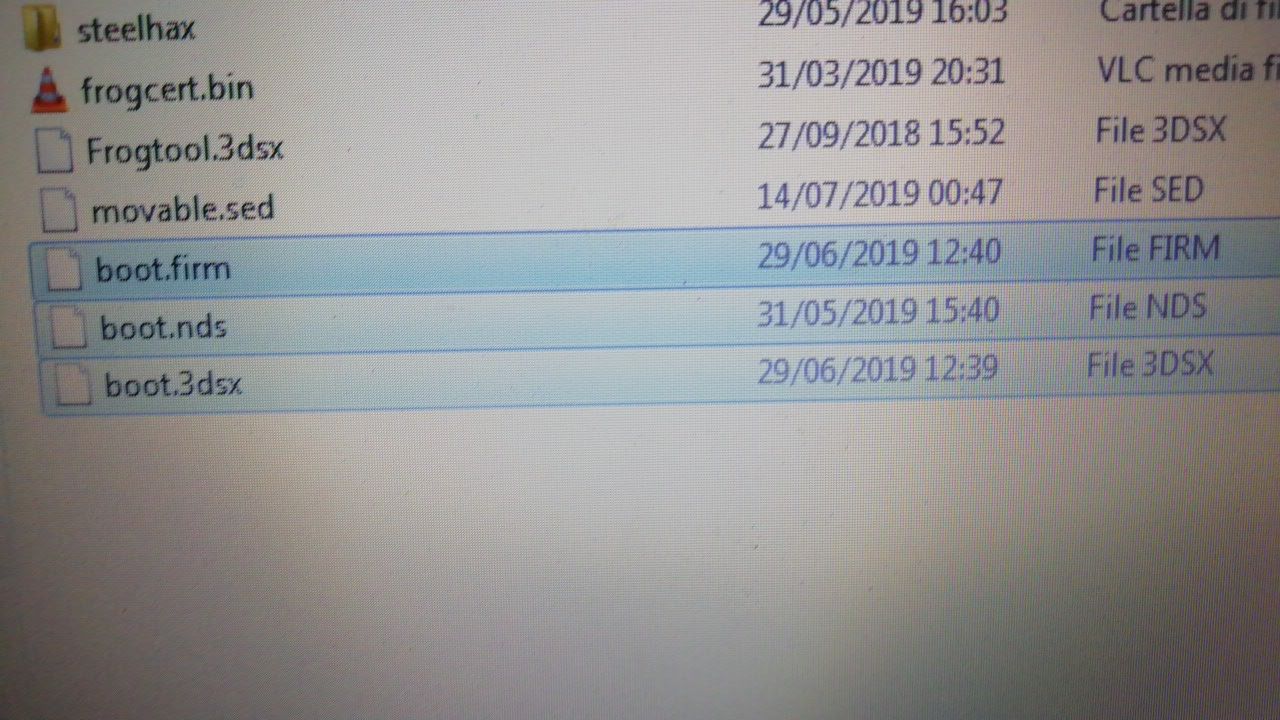 steelhax 29/05/2019 16:03 Cartella di fi
frogcert.bin 31/03/2019 20:31 VLC media fi
Frogtool.3dsx 27/09/2018 15:52 File 3DSX
movable.sed 14/07/2019 00:47 File SED
boot.firm 29/06/2019 12:40 File FIRM
boot.nds 31/05/2019 15:40 File NDS
boot.3dsx 29/06/2019 12:39 File 3DSX